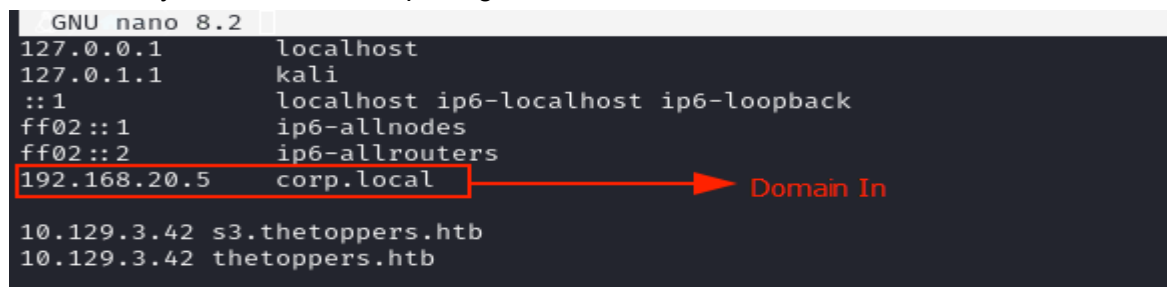 GNU nano 8.2
127.0.0.1 localhost
127.0.1.1 kali
::1 localhost ip6-localhost ip6-loopback
ff02::1 ip6-allnodes
ff02::2 ip6-allrouters
192.168.20.5 corp.local Domain In
10.129.3.42 s3.thetoppers.htb
10.129.3.42 thetoppers.htb